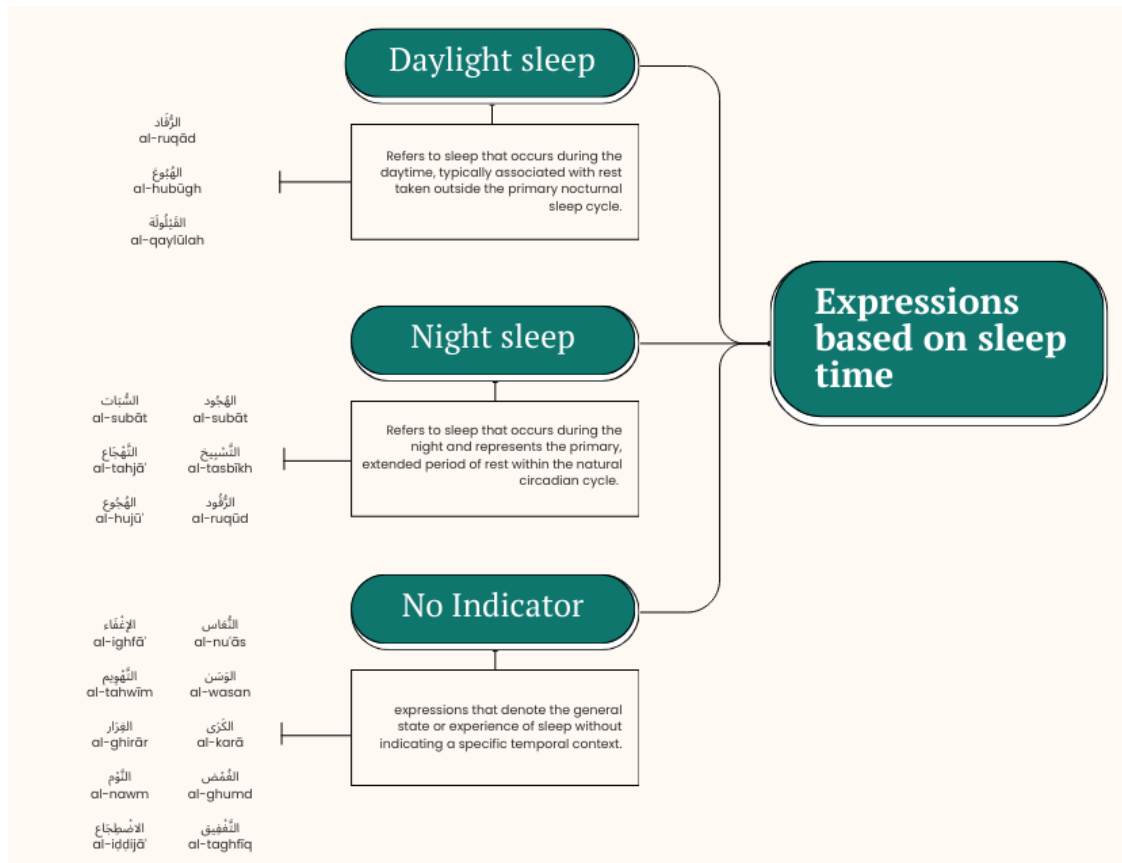 Daylight sleep
Refers to sleep that occurs during the
daytime, typically associated with rest
taken outside the primary nocturnal
sleep cycle.
الرُّقَاد
al-ruqād
الهُبُوغ
al-hubūgh
القَيْلُولَة
al-qaylūlah
Expressions
based on sleep
time
Night sleep
Refers to sleep that occurs during the
night and represents the primary,
extended period of rest within the natural
circadian cycle.
السُّبَات
al-subāt
الهُجُود
al-subāt
التَّهْجَاع
al-tahjā'
التَّسْبِيخ
al-tasbīkh
الهُجُوع
al-hujū'
الرُّقُود
al-ruqūd
No Indicator
expressions that denote the general
state or experience of sleep without
indicating a specific temporal context.
الإغْفَاء
al-ighfā'
النُّعَاس
al-nu'ās
التَّهْوِيم
al-tahwīm
الوَسَن
al-wasan
الغِرَار
al-ghirār
الكَرَى
al-karā
النَّوْم
al-nawm
الغُمْض
al-ghumd
الاضْطِجَاع
al-iḍḍijā'
التَّغْفِيق
al-taghfīq